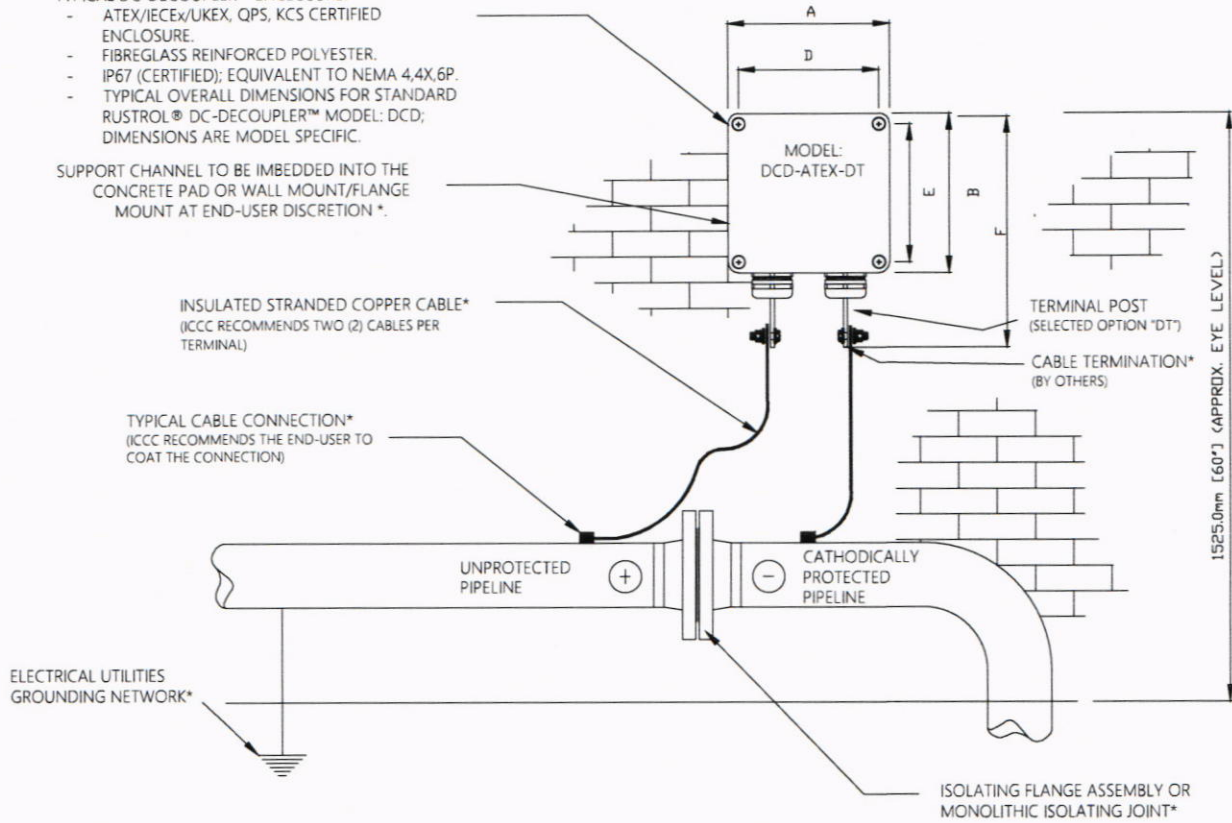 - ATEX/IECEx/UKEX, QPS, KCS CERTIFIED
ENCLOSURE.
- FIBREGLASS REINFORCED POLYESTER.
- IP67 (CERTIFIED); EQUIVALENT TO NEMA 4,4X,6P.
- TYPICAL OVERALL DIMENSIONS FOR STANDARD
RUSTROL® DC-DECOUPLER™ MODEL: DCD;
DIMENSIONS ARE MODEL SPECIFIC.
SUPPORT CHANNEL TO BE IMBEDDED INTO THE
CONCRETE PAD OR WALL MOUNT/FLANGE
MOUNT AT END-USER DISCRETION *.
A
D
MODEL:
DCD-ATEX-DT
E
B
F
INSULATED STRANDED COPPER CABLE*
(ICCC RECOMMENDS TWO (2) CABLES PER
TERMINAL)
TERMINAL POST
(SELECTED OPTION "DT")
CABLE TERMINATION*
(BY OTHERS)
TYPICAL CABLE CONNECTION*
(ICCC RECOMMENDS THE END-USER TO
COAT THE CONNECTION)
1525.0mm [60"] (APPROX. EYE LEVEL)
UNPROTECTED
PIPELINE
+
-
CATHODICALLY
PROTECTED
PIPELINE
ELECTRICAL UTILITIES
GROUNDING NETWORK*
ISOLATING FLANGE ASSEMBLY OR
MONOLITHIC ISOLATING JOINT*